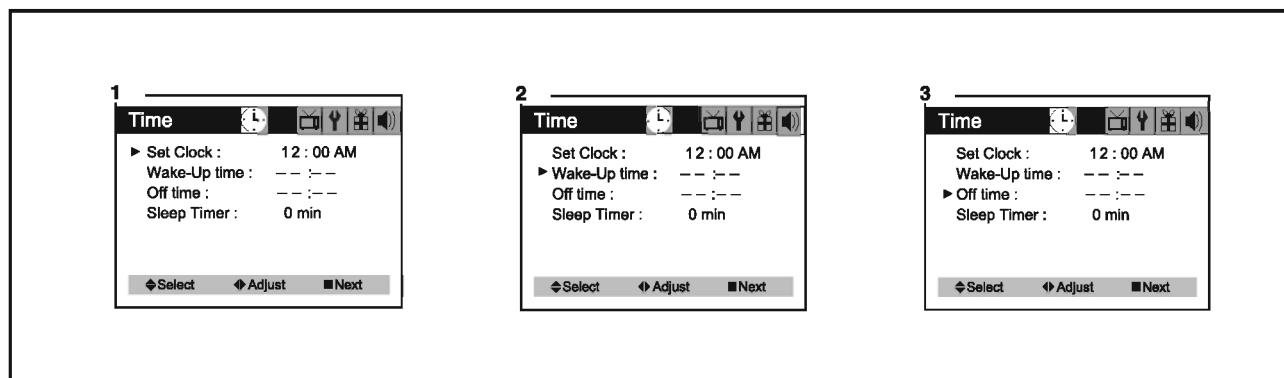 1
Time
▶ Set Clock : 12 : 00 AM
Wake-Up time : – – :– –
Off time : – – :– –
Sleep Timer : 0 min
Select Adjust Next
2
Time
Set Clock : 12 : 00 AM
▶ Wake-Up time : – – :– –
Off time : – – :– –
Sleep Timer : 0 min
Select Adjust Next
3
Time
Set Clock : 12 : 00 AM
Wake-Up time : – – :– –
▶ Off time : – – :– –
Sleep Timer : 0 min
Select Adjust Next